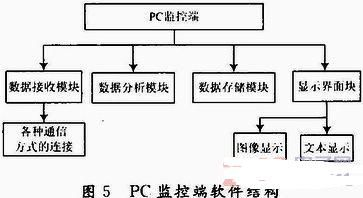 PC监控端
数据接收模块
数据分析模块
数据存储模块
显示界面块
各种通信
方式的连接
图像显示
文本显示
图 5 PC 监控端软件结构